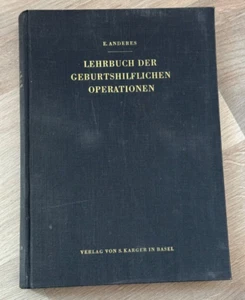 E. ANDERES
LEHRBUCH DER
GEBURTSHILFLICHEN
OPERATIONEN
VERLAG VON S. KARGER IN BASEL